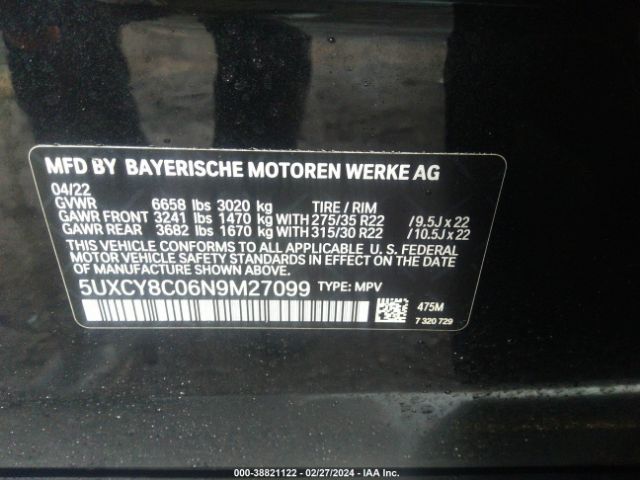 MFD BY BAYERISCHE MOTOREN WERKE AG
04/22
GVWR 6658 lbs 3020 kg TIRE / RIM
GAWR FRONT 3241 lbs 1470 kg WITH 275/35 R22 /9.5J x 22
GAWR REAR 3682 lbs 1670 kg WITH 315/30 R22 /10.5J x 22
THIS VEHICLE CONFORMS TO ALL APPLICABLE U. S. FEDERAL
MOTOR VEHICLE SAFETY STANDARDS IN EFFECT ON THE DATE
OF MANUFACTURE SHOWN ABOVE.
5UXCY8C06N9M27099 TYPE: MPV
475M
7 320 729
000-38821122 - 02/27/2024 - IAA Inc.